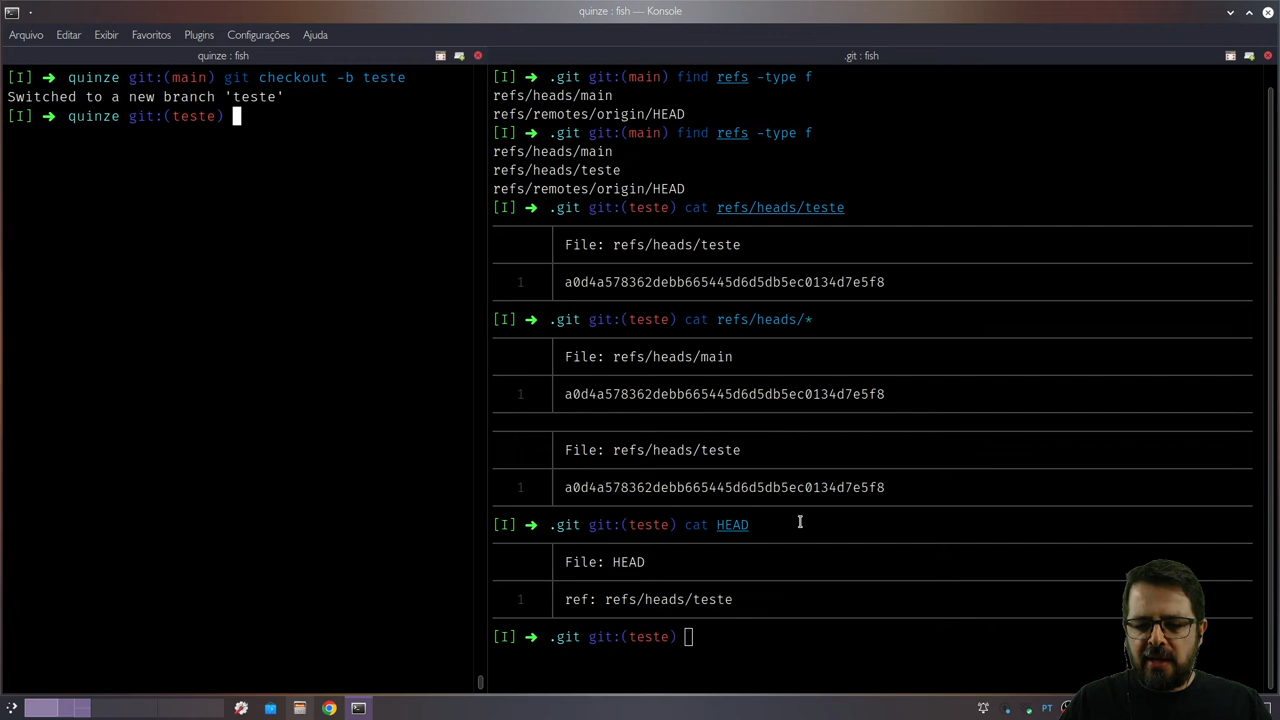 quinze : fish — Konsole
Arquivo Editar Exibir Favoritos Plugins Configurações Ajuda
quinze : fish
[I] ➜ quinze git:(main) git checkout -b teste
Switched to a new branch 'teste'
[I] ➜ quinze git:(teste)
.git : fish
[I] ➜ .git git:(main) find refs -type f
refs/heads/main
refs/remotes/origin/HEAD
[I] ➜ .git git:(main) find refs -type f
refs/heads/main
refs/heads/teste
refs/remotes/origin/HEAD
[I] ➜ .git git:(teste) cat refs/heads/teste
File: refs/heads/teste
1 a0d4a578362debb665445d6d5db5ec0134d7e5f8
[I] ➜ .git git:(teste) cat refs/heads/*
File: refs/heads/main
1 a0d4a578362debb665445d6d5db5ec0134d7e5f8
File: refs/heads/teste
1 a0d4a578362debb665445d6d5db5ec0134d7e5f8
[I] ➜ .git git:(teste) cat HEAD
File: HEAD
1 ref: refs/heads/teste
[I] ➜ .git git:(teste)
PT